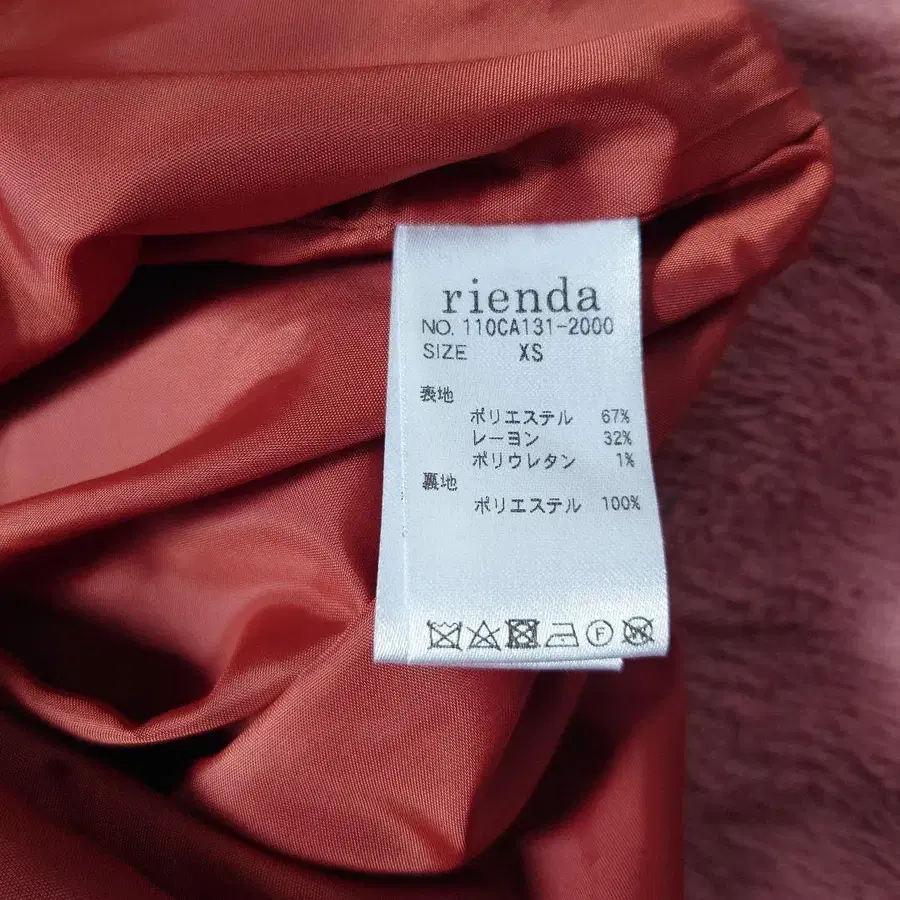 rienda
NO. 110CA131-2000
SIZE XS
表地
ポリエステル 67%
レーヨン 32%
ポリウレタン 1%
裏地
ポリエステル 100%
F
W